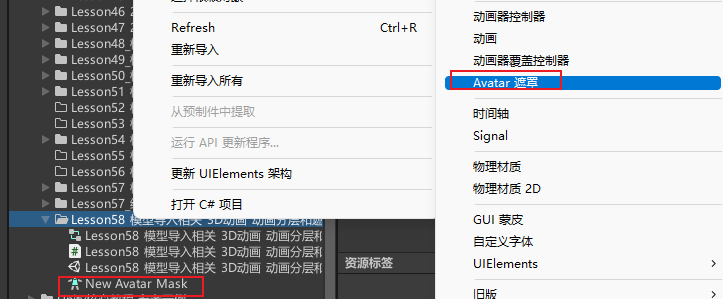 Lesson46 2
Lesson47
Lesson48_
Lesson49_
Lesson50
Lesson51
Lesson52
Lesson53
Lesson54
Lesson55
Lesson56
Lesson57
Lesson57
Lesson58 模型导入相关 3D动画 动画分层和遮
Lesson58 模型导入相关 3D动画 动画分层和
Lesson58 模型导入相关 3D动画 动画分层和
Lesson58 模型导入相关 3D动画 动画分层和
New Avatar Mask
Refresh Ctrl+R
重新导入
重新导入所有
从预制件中提取
运行 API 更新程序...
更新 UIElements 架构
打开 C# 项目
资源标签
动画器控制器
动画
动画器覆盖控制器
Avatar 遮罩
时间轴
Signal
物理材质
物理材质 2D
GUI 蒙皮
自定义字体
UIElements
旧版